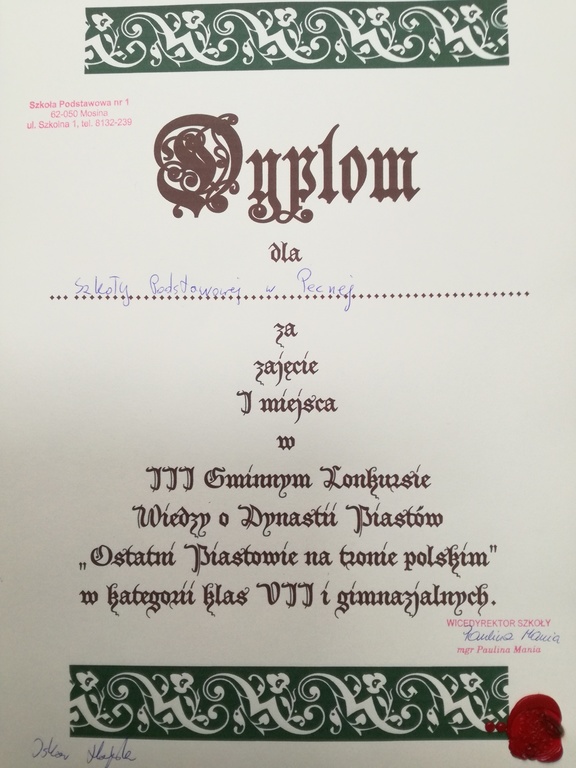 Szkoła Podstawowa nr 1
62-050 Mosina
ul. Szkolna 1, tel. 8132-239
Dyplom
dla
Szkoły Podstawowej w Pecnej
za
zajęcie
I miejsca
w
III Gminnym Konkursie
Wiedzy o Dynastii Piastów
„Ostatni Piastowie na tronie polskim”
w kategorii klas VII i gimnazjalnych.
WICEDYREKTOR SZKOŁY
Paulina Mania
mgr Paulina Mania